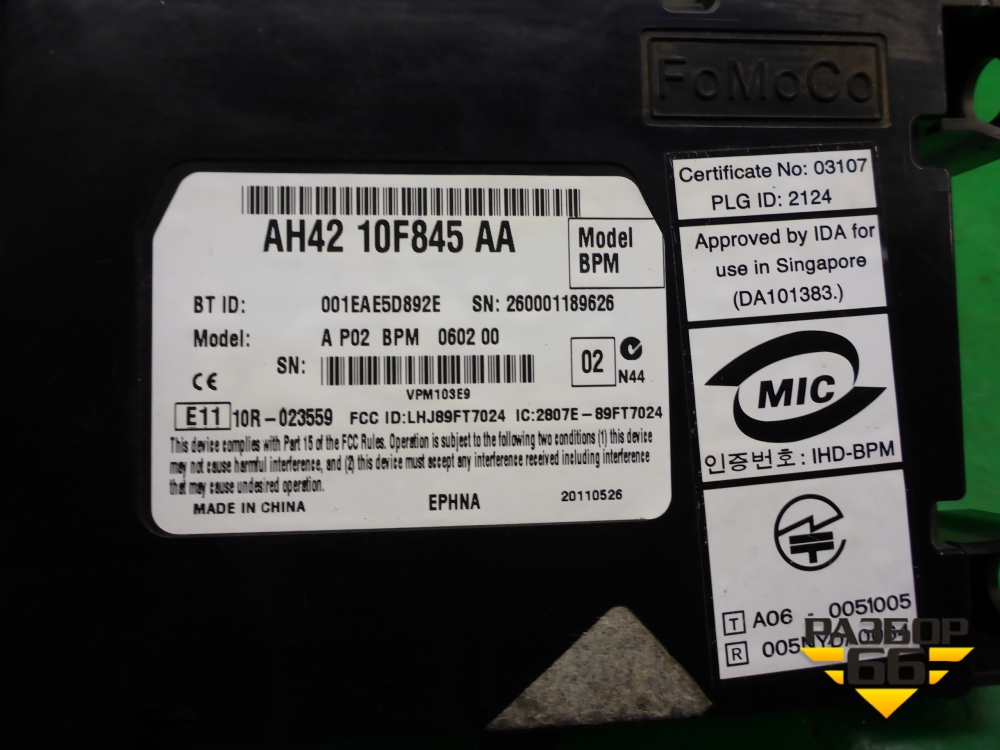 FoMoCo
AH42 10F845 AA
Model
BPM
BT ID: 001EAE5D892E SN: 260001189626
Model: A P02 BPM 0602 00
SN:
VPM103E9
02
N44
CE
E11 10R-023559 FCC ID:LHJ89FT7024 IC:2807E-89FT7024
This device complies with Part 15 of the FCC Rules. Operation is subject to the following two conditions (1) this device
may not cause harmful interference, and (2) this device must accept any interference received including interference
that may cause undesired operation.
MADE IN CHINA EPHNA 20110526
Certificate No: 03107
PLG ID: 2124
Approved by IDA for
use in Singapore
(DA101383.)
MIC
인증번호: IHD-BPM
T A06 - 0051005
R
РАЗБОР
66